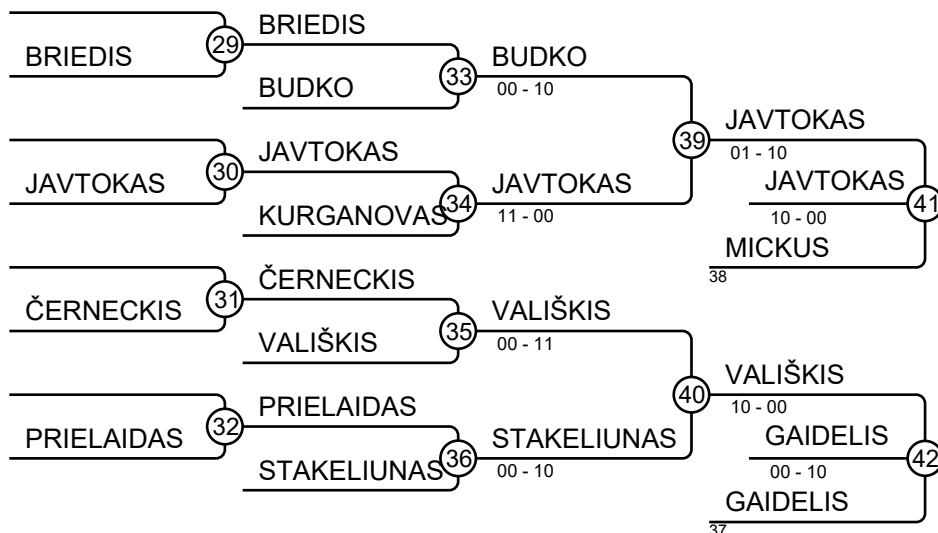 BRIEDIS
29
BRIEDIS
BUDKO
33
BUDKO
00 - 10
JAVTOKAS
30
JAVTOKAS
KURGANOVAS
34
JAVTOKAS
11 - 00
39
JAVTOKAS
01 - 10
JAVTOKAS
10 - 00
41
MICKUS
38
ČERNECKIS
31
ČERNECKIS
VALIŠKIS
35
VALIŠKIS
00 - 11
PRIELAIDAS
32
PRIELAIDAS
STAKELIUNAS
36
STAKELIUNAS
00 - 10
40
VALIŠKIS
10 - 00
GAIDELIS
00 - 10
42
GAIDELIS
37